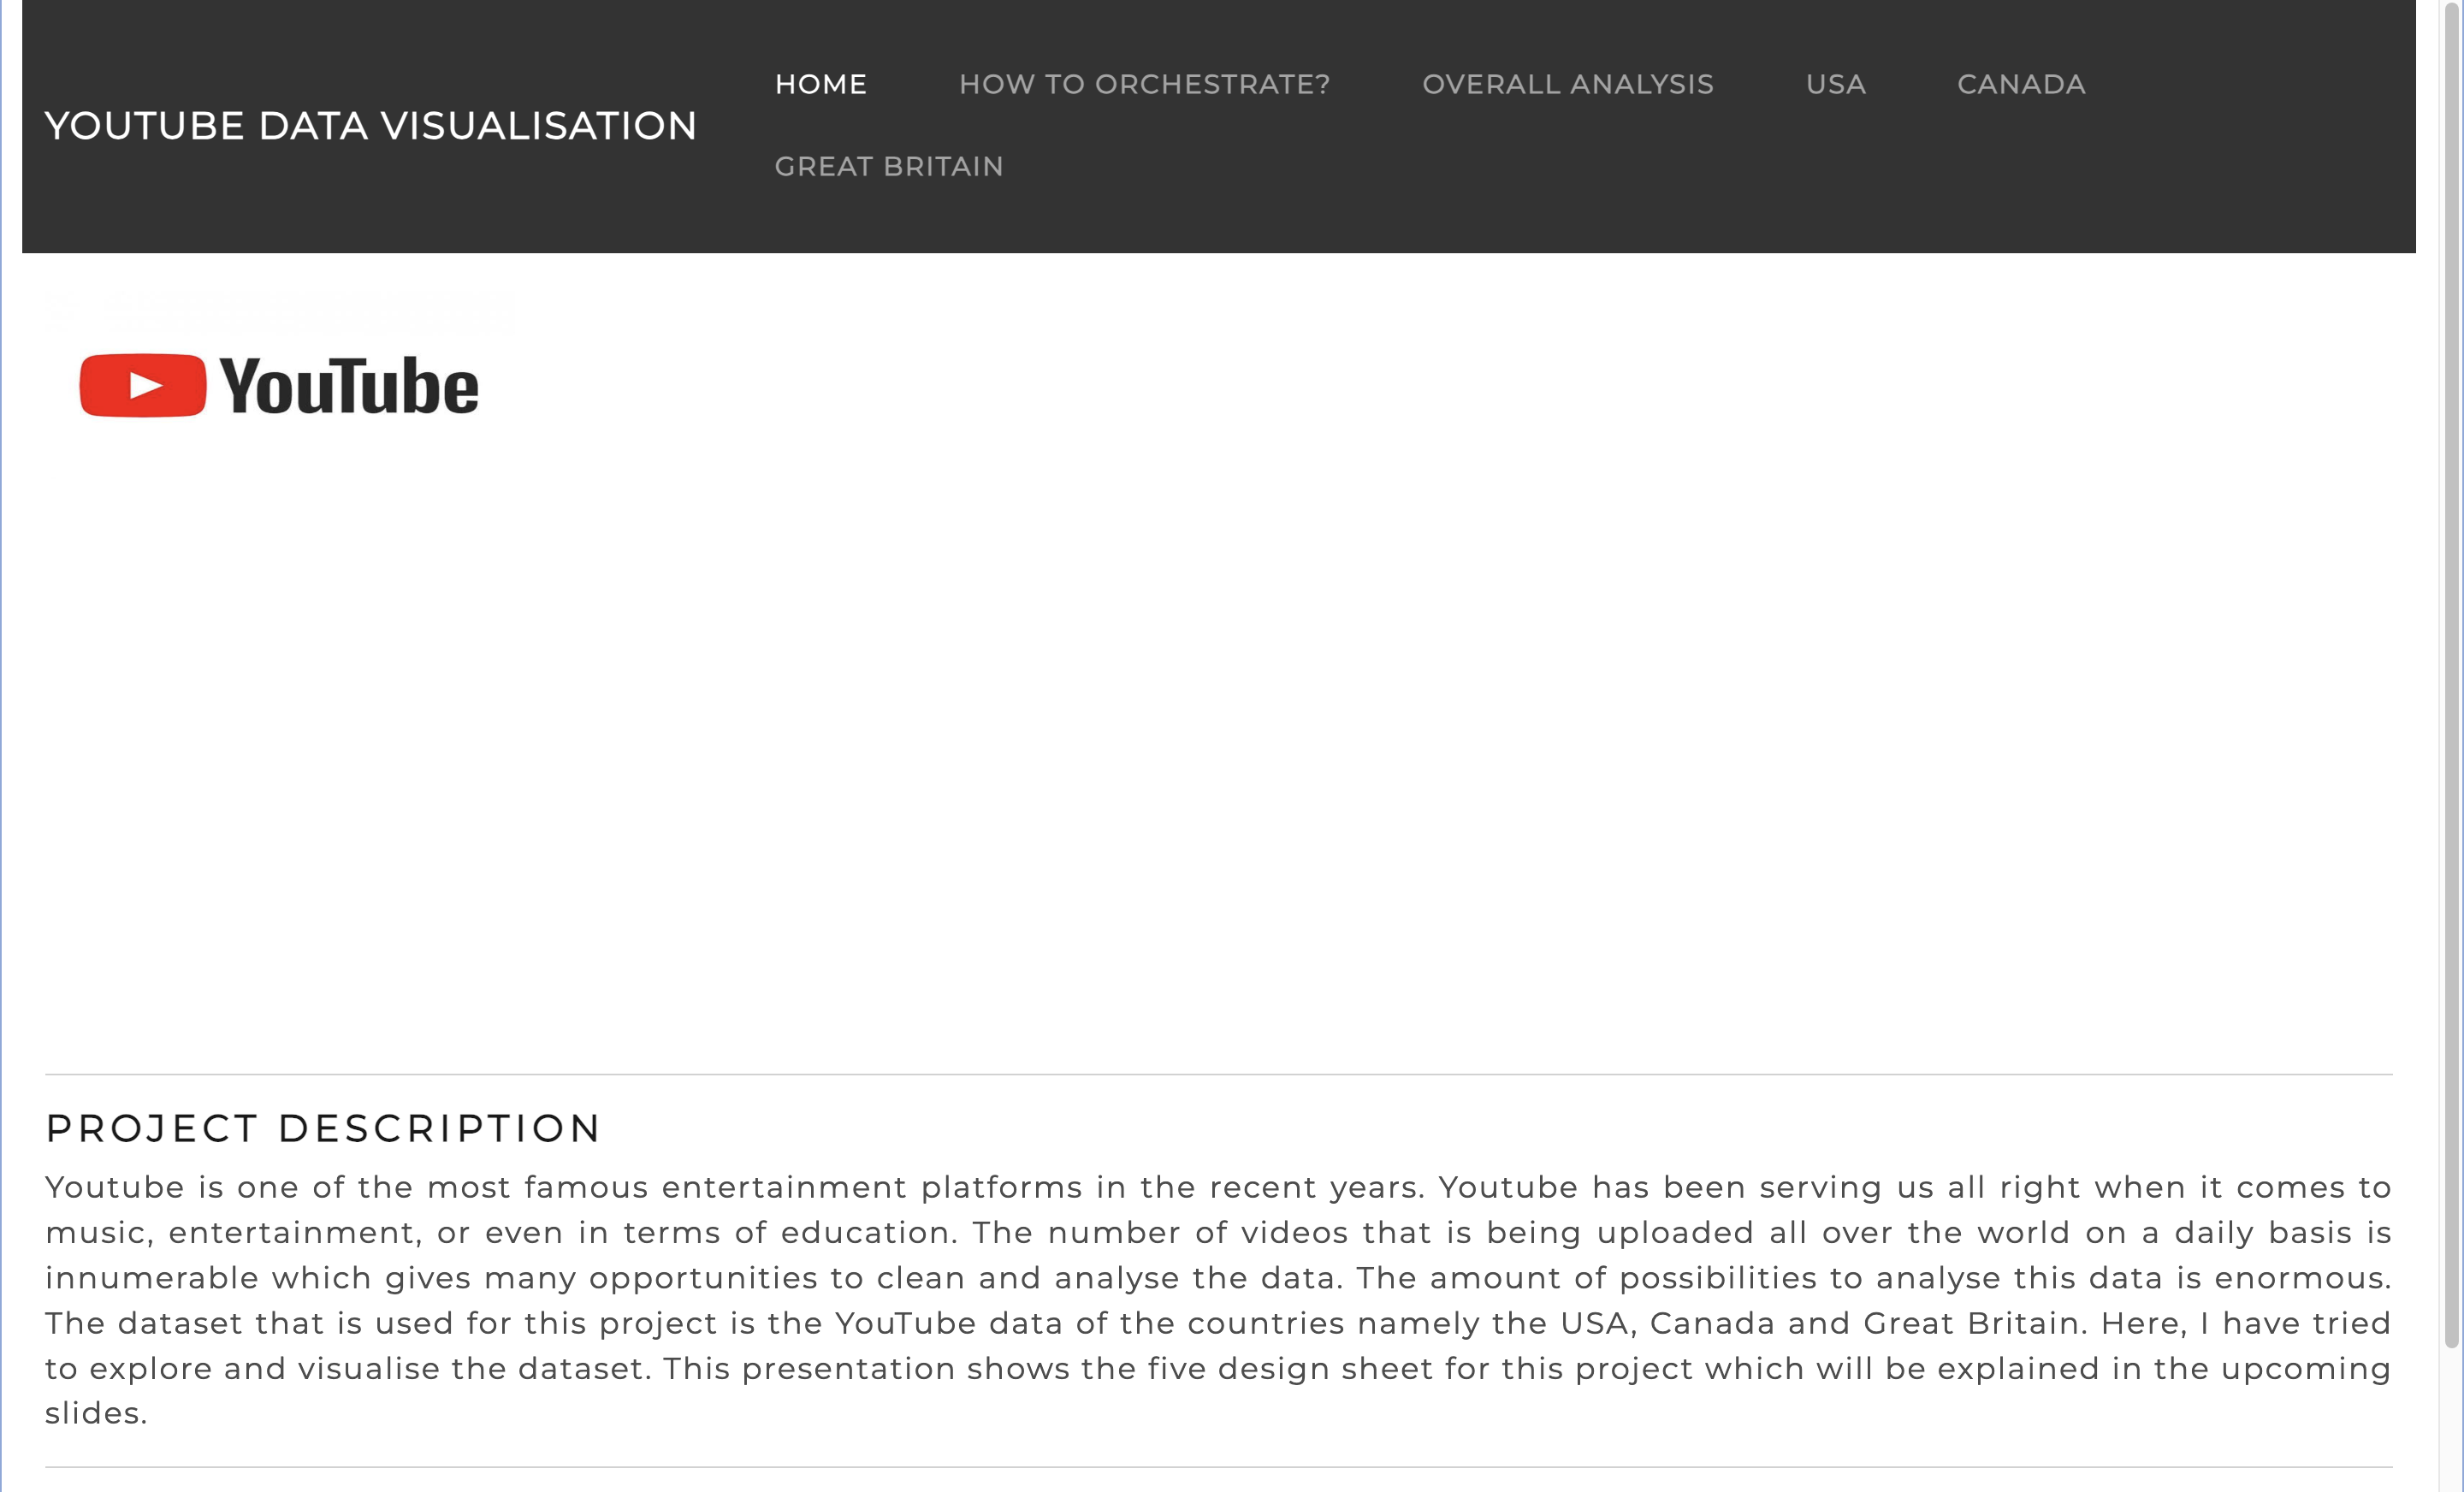 YOUTUBE DATA VISUALISATION
HOME HOW TO ORCHESTRATE? OVERALL ANALYSIS USA CANADA
GREAT BRITAIN
YouTube
PROJECT DESCRIPTION
Youtube is one of the most famous entertainment platforms in the recent years. Youtube has been serving us all right when it comes to
music, entertainment, or even in terms of education. The number of videos that is being uploaded all over the world on a daily basis is
innumerable which gives many opportunities to clean and analyse the data. The amount of possibilities to analyse this data is enormous.
The dataset that is used for this project is the YouTube data of the countries namely the USA, Canada and Great Britain. Here, I have tried
to explore and visualise the dataset. This presentation shows the five design sheet for this project which will be explained in the upcoming
slides.